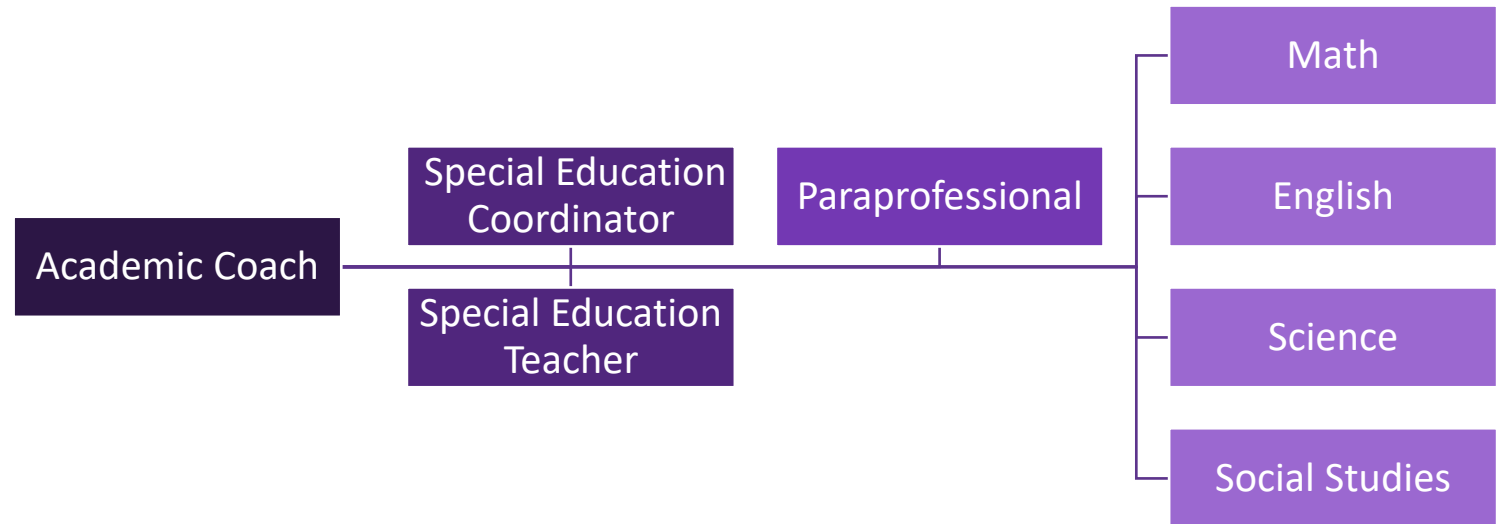 Academic Coach
Special Education
Coordinator
Special Education
Teacher
Paraprofessional
Math
English
Science
Social Studies